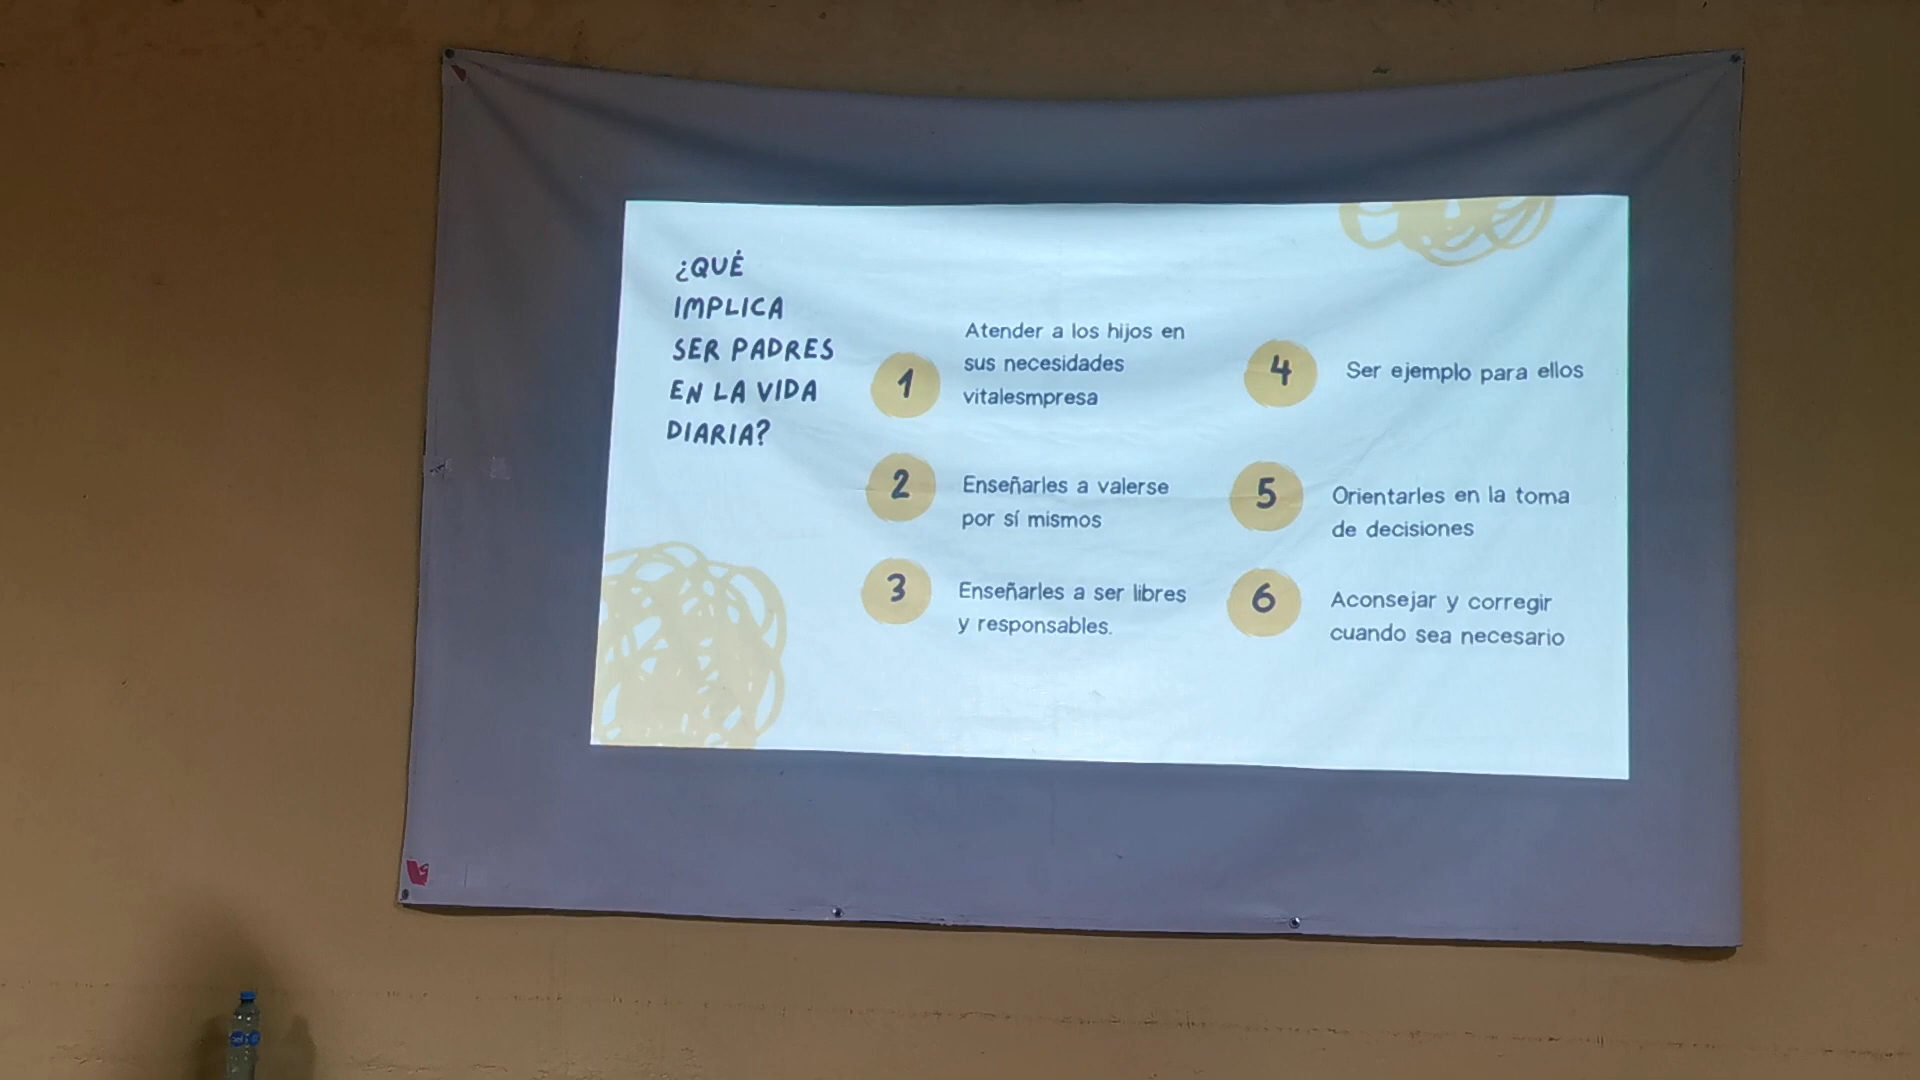 ¿QUÉ
IMPLICA
SER PADRES
EN LA VIDA
DIARIA?
1
Atender a los hijos en
sus necesidades
vitalesmpresa
2
Enseñarles a valerse
por sí mismos
3
Enseñarles a ser libres
y responsables.
4
Ser ejemplo para ellos
5
Orientarles en la toma
de decisiones
6
Aconsejar y corregir
cuando sea necesario